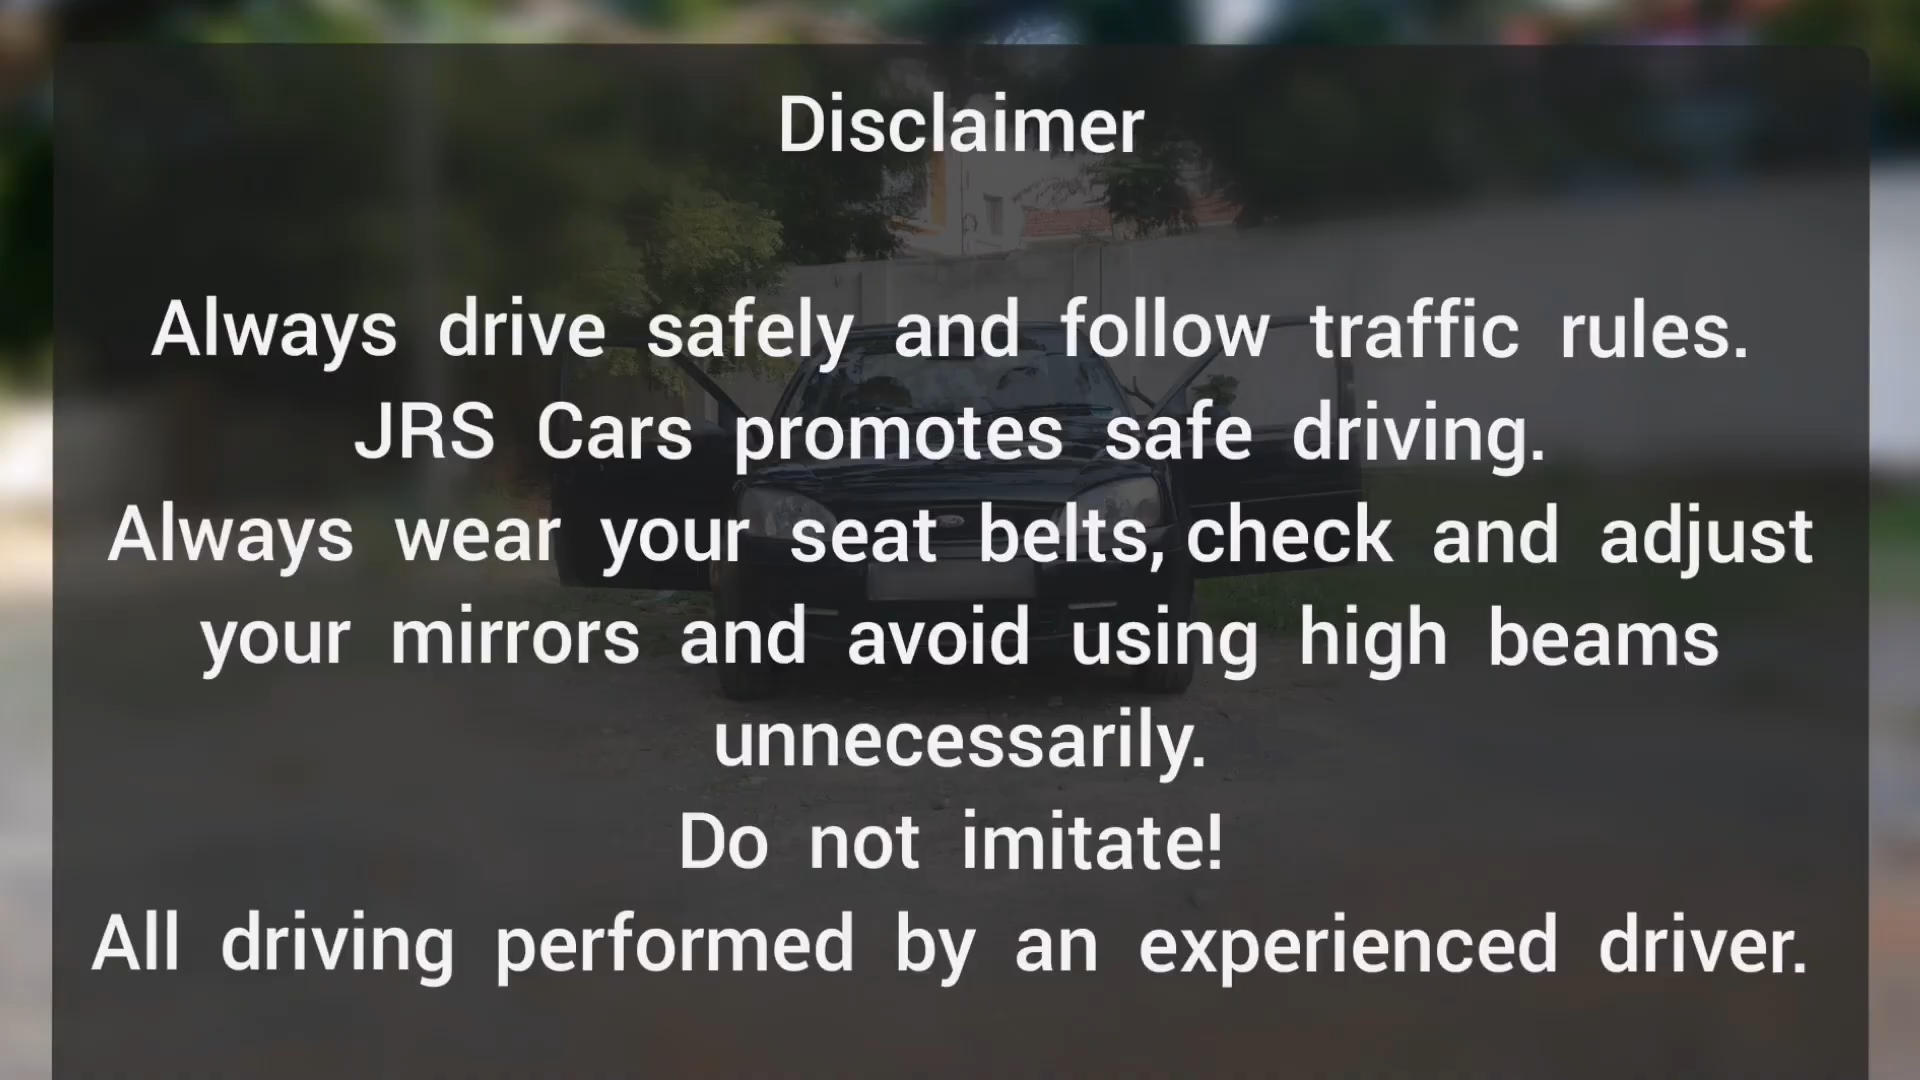 Disclaimer
Always drive safely and follow traffic rules.
JRS Cars promotes safe driving.
Always wear your seat belts, check and adjust
your mirrors and avoid using high beams
unnecessarily.
Do not imitate!
All driving performed by an experienced driver.